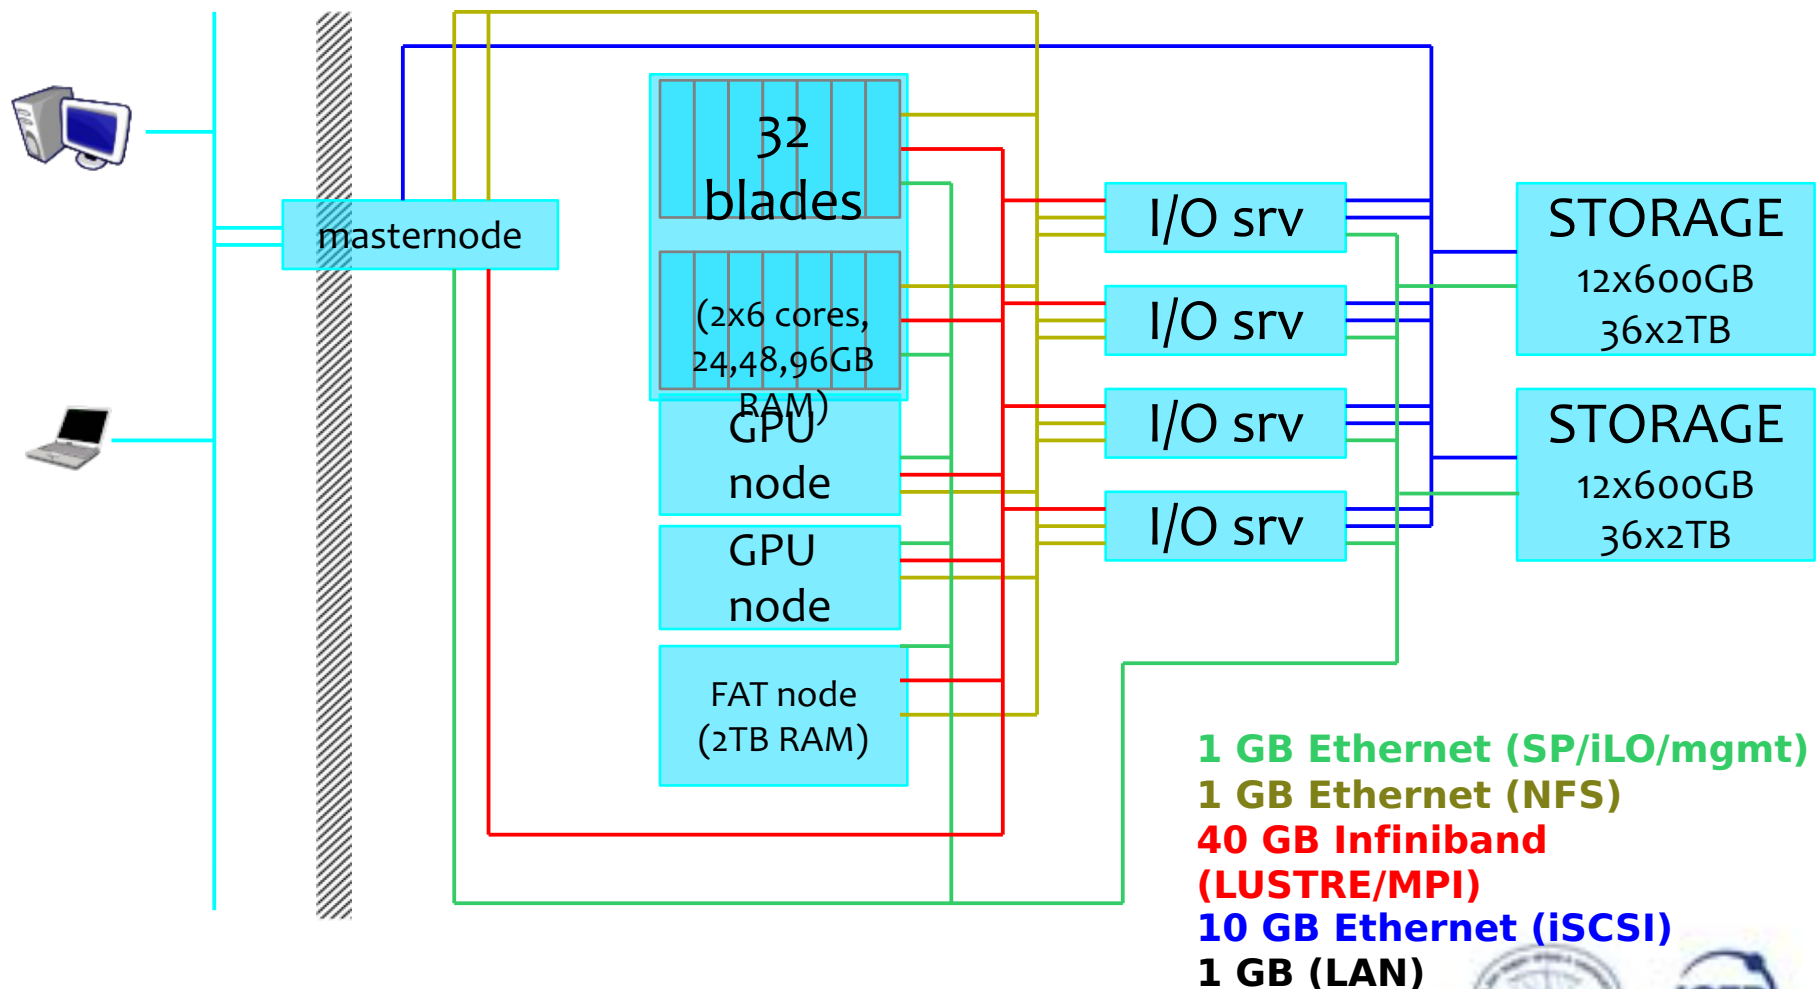 32
blades
masternode
(2x6 cores,
24,48,96GB
RAM)
GPU
node
GPU
node
FAT node
(2TB RAM)
I/O srv
I/O srv
I/O srv
I/O srv
STORAGE
12x600GB
36x2TB
STORAGE
12x600GB
36x2TB
1 GB Ethernet (SP/iLO/mgmt)
1 GB Ethernet (NFS)
40 GB Infiniband
(LUSTRE/MPI)
10 GB Ethernet (iSCSI)
1 GB (LAN)